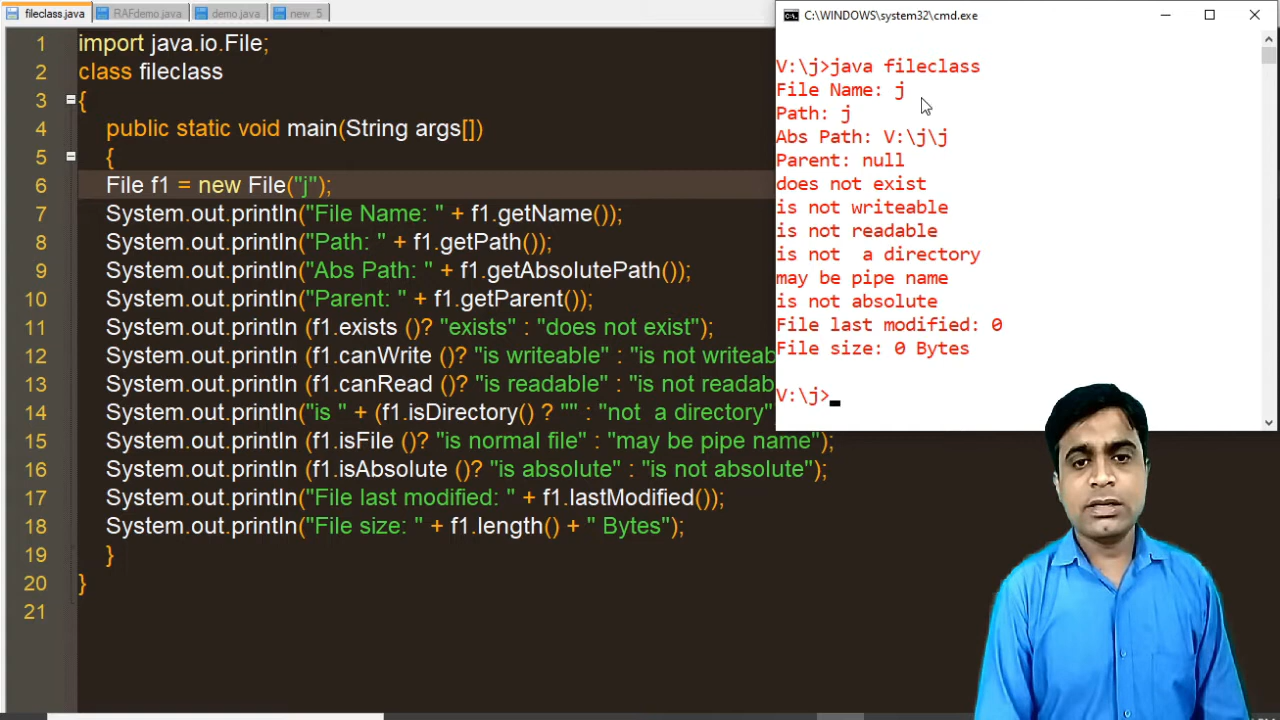 fileclass.java RAFdemo.java demo.java new 5
1 import java.io.File;
2 class fileclass
3 {
4 public static void main(String args[])
5 {
6 File f1 = new File("j");
7 System.out.println("File Name: " + f1.getName());
8 System.out.println("Path: " + f1.getPath());
9 System.out.println("Abs Path: " + f1.getAbsolutePath());
10 System.out.println("Parent: " + f1.getParent());
11 System.out.println (f1.exists ()? "exists" : "does not exist");
12 System.out.println (f1.canWrite ()? "is writeable" : "is not writeab
13 System.out.println (f1.canRead ()? "is readable" : "is not readab
14 System.out.println("is " + (f1.isDirectory() ? "" : "not  a directory"
15 System.out.println (f1.isFile ()? "is normal file" : "may be pipe name");
16 System.out.println (f1.isAbsolute ()? "is absolute" : "is not absolute");
17 System.out.println("File last modified: " + f1.lastModified());
18 System.out.println("File size: " + f1.length() + " Bytes");
19 }
20 }
21
C:\WINDOWS\system32\cmd.exe
V:\j>java fileclass
File Name: j
Path: j
Abs Path: V:\j\j
Parent: null
does not exist
is not writeable
is not readable
is not  a directory
may be pipe name
is not absolute
File last modified: 0
File size: 0 Bytes
V:\j>